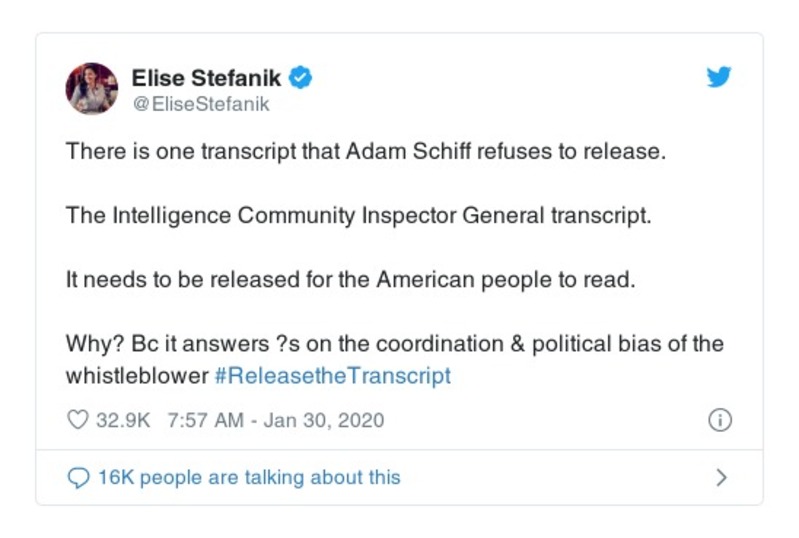 Elise Stefanik
@EliseStefanik
There is one transcript that Adam Schiff refuses to release.
The Intelligence Community Inspector General transcript.
It needs to be released for the American people to read.
Why? Bc it answers ?s on the coordination & political bias of the
whistleblower #ReleasetheTranscript
32.9K 7:57 AM - Jan 30, 2020
16K people are talking about this